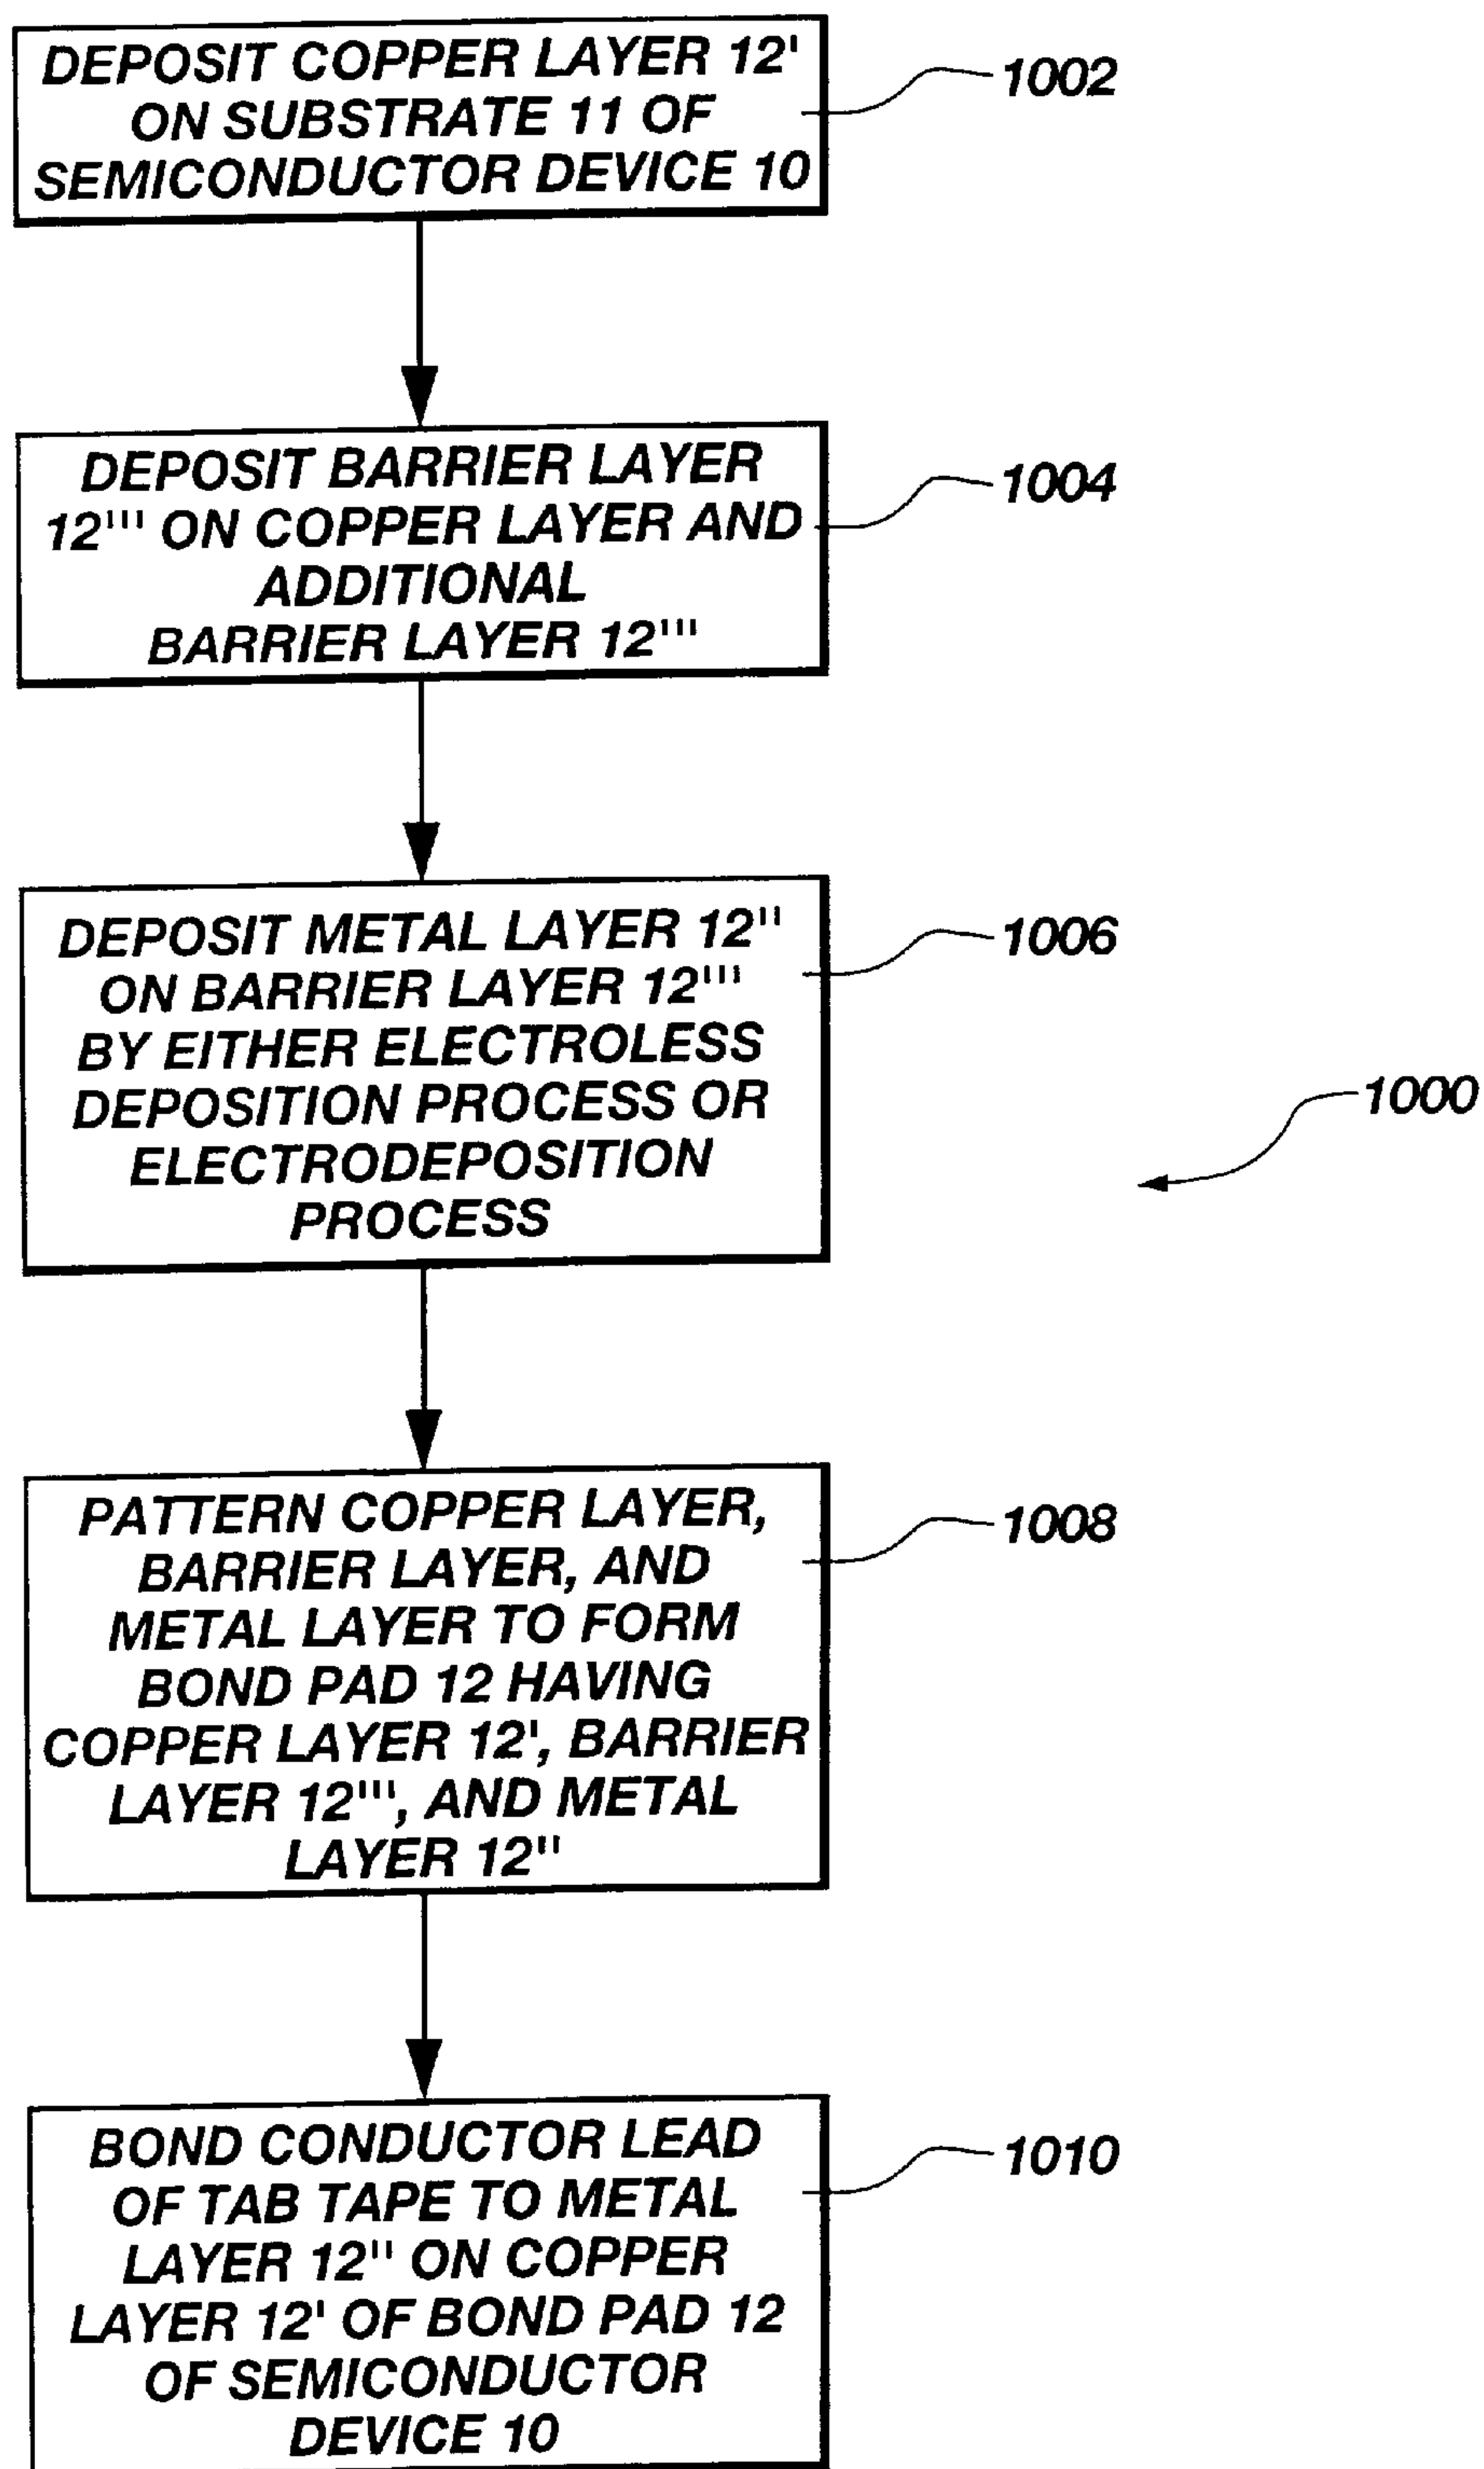 DEPOSIT COPPER LAYER 12'
ON SUBSTRATE 11 OF
SEMICONDUCTOR DEVICE 10
1002
DEPOSIT BARRIER LAYER
12''' ON COPPER LAYER AND
ADDITIONAL
BARRIER LAYER 12'''
1004
DEPOSIT METAL LAYER 12''
ON BARRIER LAYER 12'''
BY EITHER ELECTROLESS
DEPOSITION PROCESS OR
ELECTRODEPOSITION
PROCESS
1006
1000
PATTERN COPPER LAYER,
BARRIER LAYER, AND
METAL LAYER TO FORM
BOND PAD 12 HAVING
COPPER LAYER 12', BARRIER
LAYER 12''', AND METAL
LAYER 12''
1008
BOND CONDUCTOR LEAD
OF TAB TAPE TO METAL
LAYER 12'' ON COPPER
LAYER 12' OF BOND PAD 12
OF SEMICONDUCTOR
DEVICE 10
1010